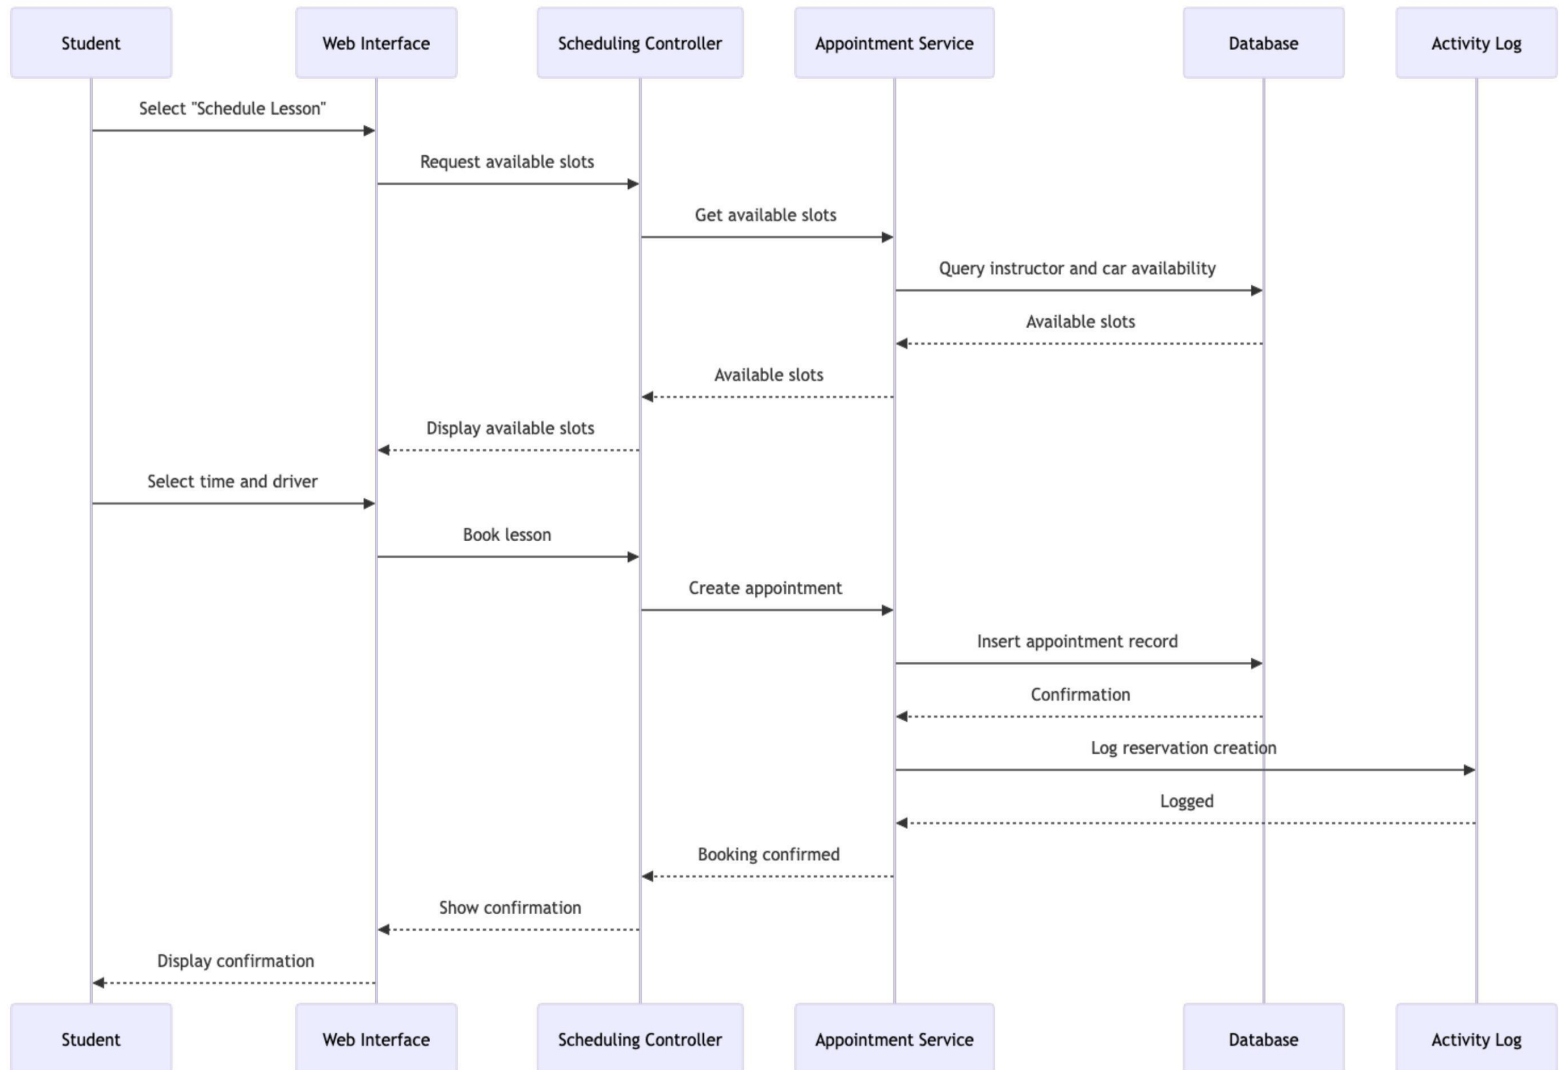 Student
Web Interface
Scheduling Controller
Appointment Service
Database
Activity Log
Select "Schedule Lesson"
Request available slots
Get available slots
Query instructor and car availability
Available slots
Available slots
Display available slots
Select time and driver
Book lesson
Create appointment
Insert appointment record
Confirmation
Log reservation creation
Logged
Booking confirmed
Show confirmation
Display confirmation
Student
Web Interface
Scheduling Controller
Appointment Service
Database
Activity Log